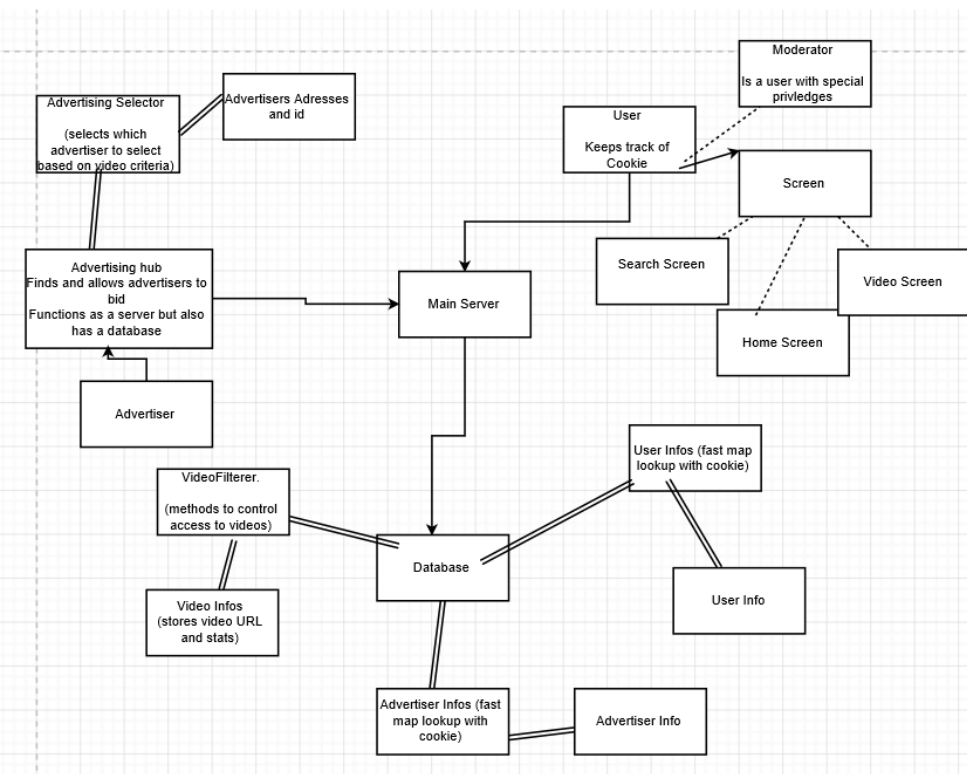 Moderator
Is a user with special
priviledges
Advertising Selector
(selects which
advertiser to select
based on video criteria)
Advertisers Adresses
and id
User
Keeps track of
Cookie
Screen
Search Screen
Video Screen
Home Screen
Advertising hub
Finds and allows advertisers to
bid
Functions as a server but also
has a database
Main Server
Advertiser
User Infos (fast map
lookup with cookie)
VideoFilterer.
(methods to control
access to videos)
Database
User Info
Video Infos
(stores video URL
and stats)
Advertiser Infos (fast
map lookup with
cookie)
Advertiser Info